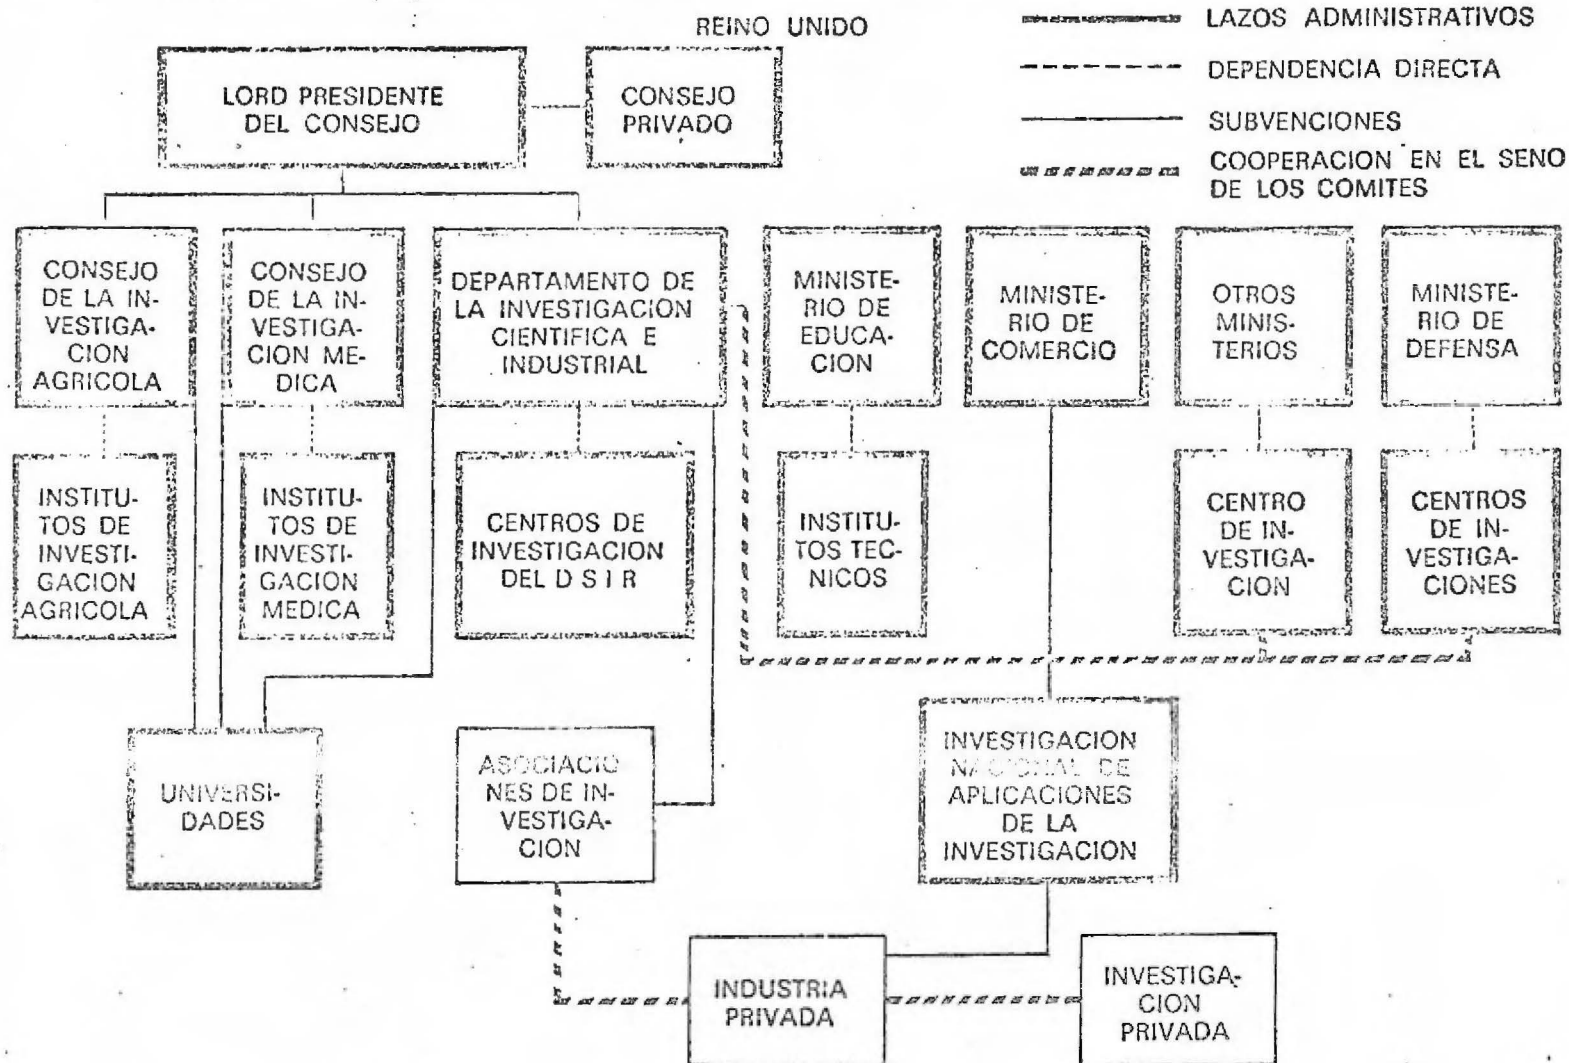 REINO UNIDO
LAZOS ADMINISTRATIVOS
DEPENDENCIA DIRECTA
SUBVENCIONES
COOPERACION EN EL SENO
DE LOS COMITES
LORD PRESIDENTE
DEL CONSEJO
CONSEJO
PRIVADO
CONSEJO
DE LA IN-
VESTIGA-
CION
AGRICOLA
CONSEJO
DE LA IN-
VESTIGA-
CION ME-
DICA
DEPARTAMENTO DE
LA INVESTIGACION
CIENTIFICA E
INDUSTRIAL
MINISTE-
RIO DE
EDUCA-
CION
MINISTE-
RIO DE
COMERCIO
OTROS
MINIS-
TERIOS
MINISTE-
RIO DE
DEFENSA
INSTITU-
TOS DE
INVESTI-
GACION
AGRICOLA
INSTITU-
TOS DE
INVESTI-
GACION
MEDICA
CENTROS DE
INVESTIGACION
DEL D S I R
INSTITU-
TOS TEC-
NICOS
CENTRO
DE IN-
VESTIGA-
CION
CENTROS
DE IN-
VESTIGA-
CIONES
UNIVERSI-
DADES
ASOCIACIO
NES DE IN-
VESTIGA-
CION
INVESTIGACION
NACIONAL DE
APLICACIONES
DE LA
INVESTIGACION
INDUSTRIA
PRIVADA
INVESTIGA-
CION
PRIVADA